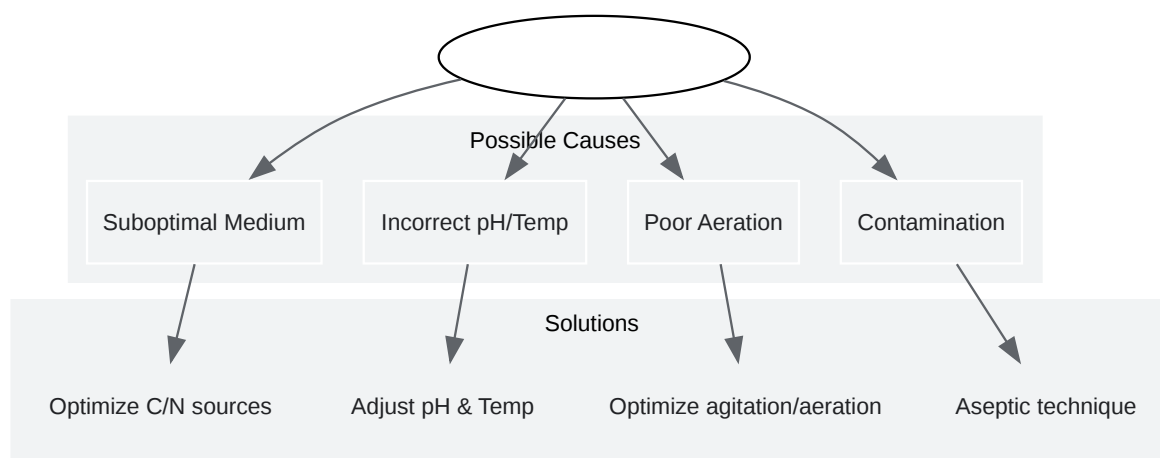 Possible Causes
Suboptimal Medium
Incorrect pH/Temp
Poor Aeration
Contamination
Solutions
Optimize C/N sources
Adjust pH & Temp
Optimize agitation/aeration
Aseptic technique